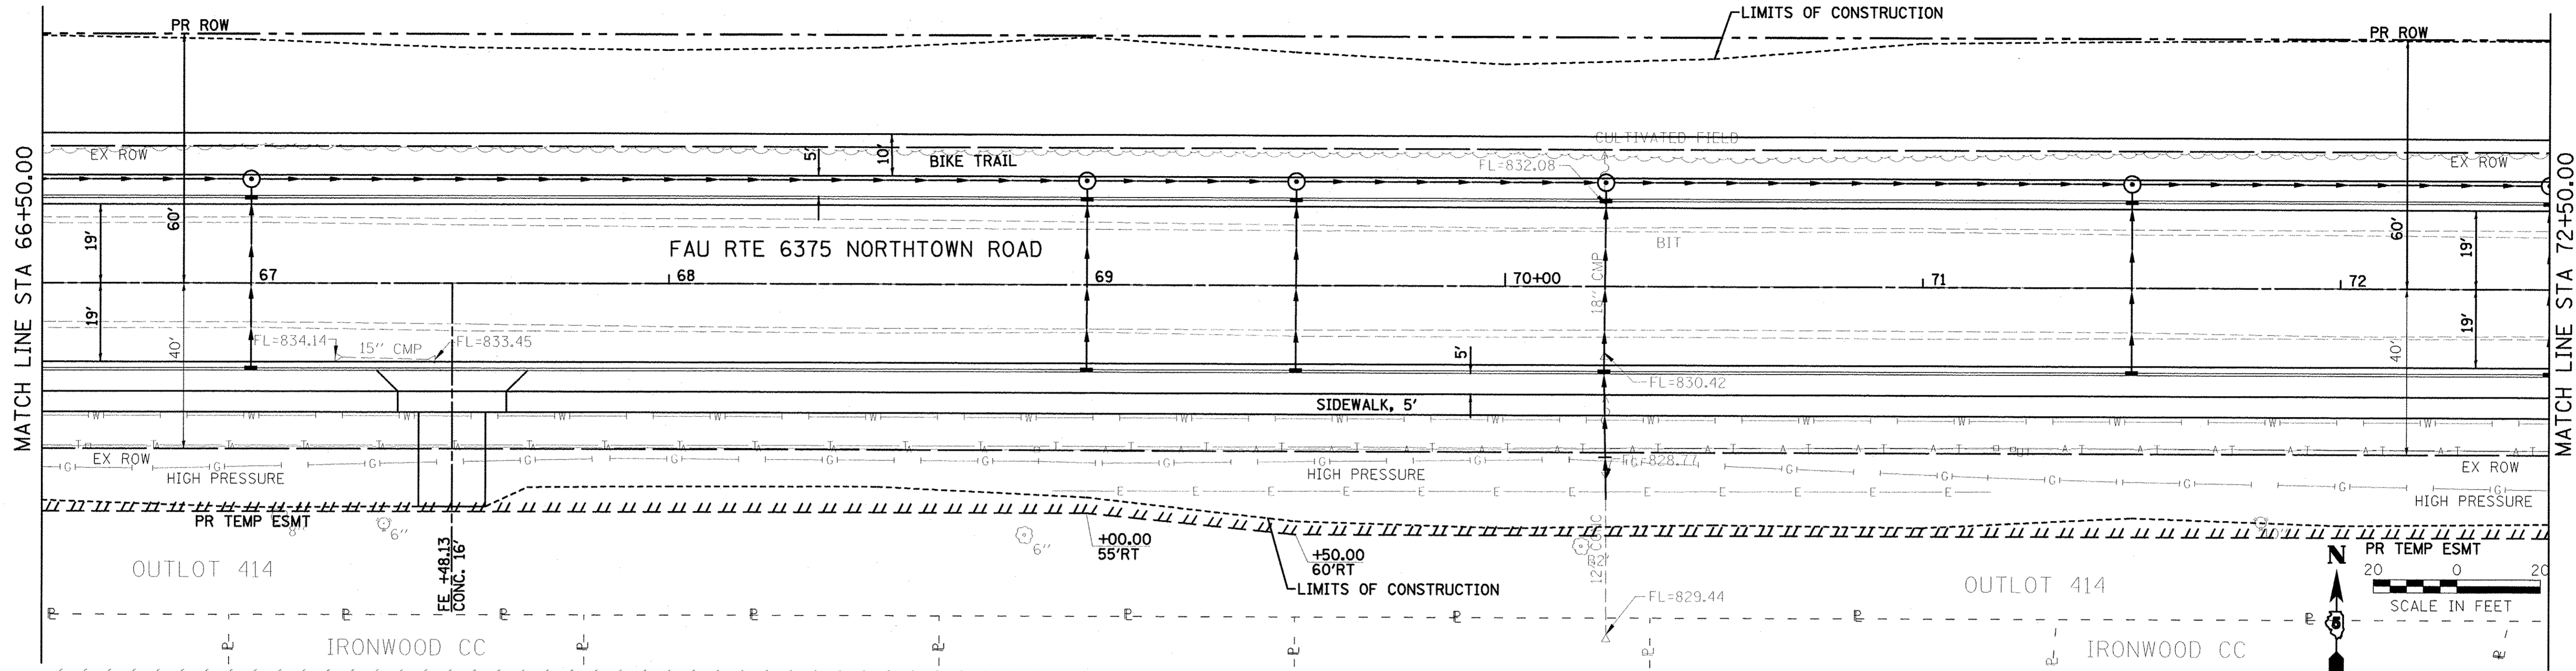 LIMITS OF CONSTRUCTION
PR ROW
PR ROW
MATCH LINE STA 66+50.00
MATCH LINE STA 72+50.00
CULTIVATED FIELD
EX ROW
5'
10'
BIKE TRAIL
FL=832.08
EX ROW
60'
19'
FAU RTE 6375 NORTHTOWN ROAD
BIT
60'
19'
67
68
69
70+00
71
72
18" CMP
19'
40'
FL=834.14
15" CMP
FL=833.45
5'
FL=830.42
19'
40'
SIDEWALK, 5'
W W W W W W W W W W W W W W W W
EX ROW
G G G G G G G G G G G G G G
HIGH PRESSURE
HIGH PRESSURE
FL=828.77
EX ROW
HIGH PRESSURE
E E E E E E E E E E E E
PR TEMP ESMT
8"
6"
6"
+00.00
55'RT
+50.00
60'RT
LIMITS OF CONSTRUCTION
FE +48.13
CONC. 16'
OUTLOT 414
OUTLOT 414
N
PR TEMP ESMT
20 0 20
SCALE IN FEET
FL=829.44
IRONWOOD CC
IRONWOOD CC